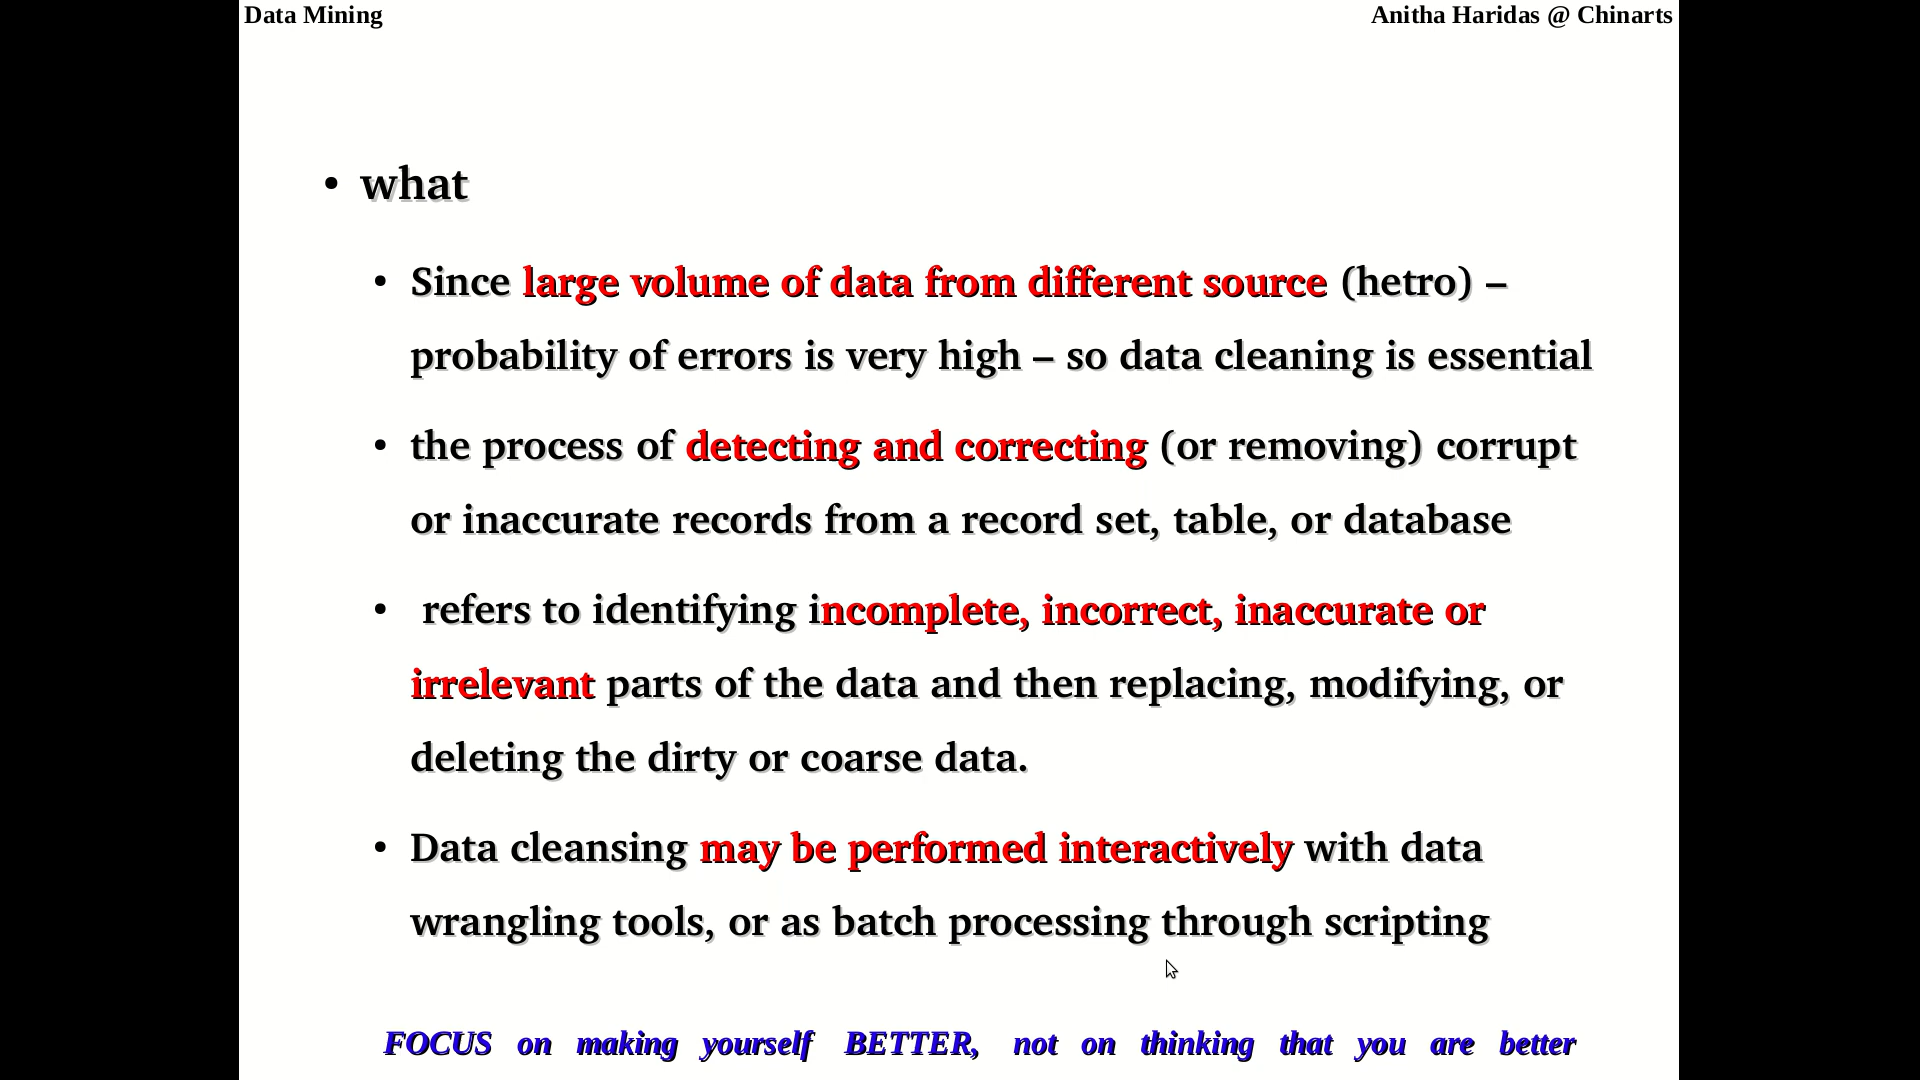 Data Mining
Anitha Haridas @ Chinarts
• what
• Since large volume of data from different source (hetro) –
probability of errors is very high – so data cleaning is essential
• the process of detecting and correcting (or removing) corrupt
or inaccurate records from a record set, table, or database
• refers to identifying incomplete, incorrect, inaccurate or
irrelevant parts of the data and then replacing, modifying, or
deleting the dirty or coarse data.
• Data cleansing may be performed interactively with data
wrangling tools, or as batch processing through scripting
FOCUS on making yourself BETTER, not on thinking that you are better